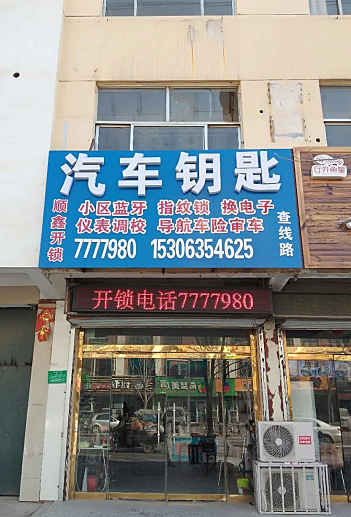 汽车钥匙
顺鑫开锁
小区蓝牙 指纹锁 换电子
仪表调校 导航车险审车
查线路
7777980 15306354625
开锁电话7777980